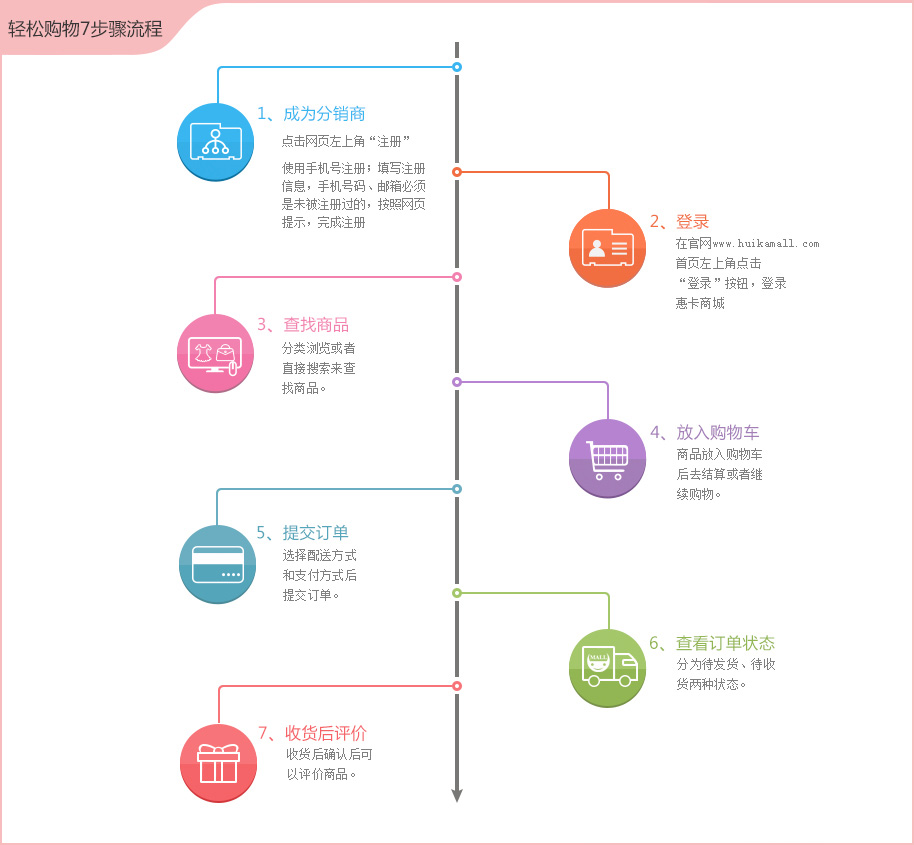 轻松购物7步骤流程
1、成为分销商
点击网页左上角“注册”
使用手机号注册；填写注册
信息，手机号码、邮箱必须
是未被注册过的，按照网页
提示，完成注册
2、登录
在官网www.huikamall.com
首页左上角点击
“登录”按钮，登录
惠卡商城
3、查找商品
分类浏览或者
直接搜索来查
找商品。
4、放入购物车
商品放入购物车
后去结算或者继
续购物。
5、提交订单
选择配送方式
和支付方式后
提交订单。
6、查看订单状态
分为待发货、待收
货两种状态。
MALL
7、收货后评价
收货后确认后可
以评价商品。